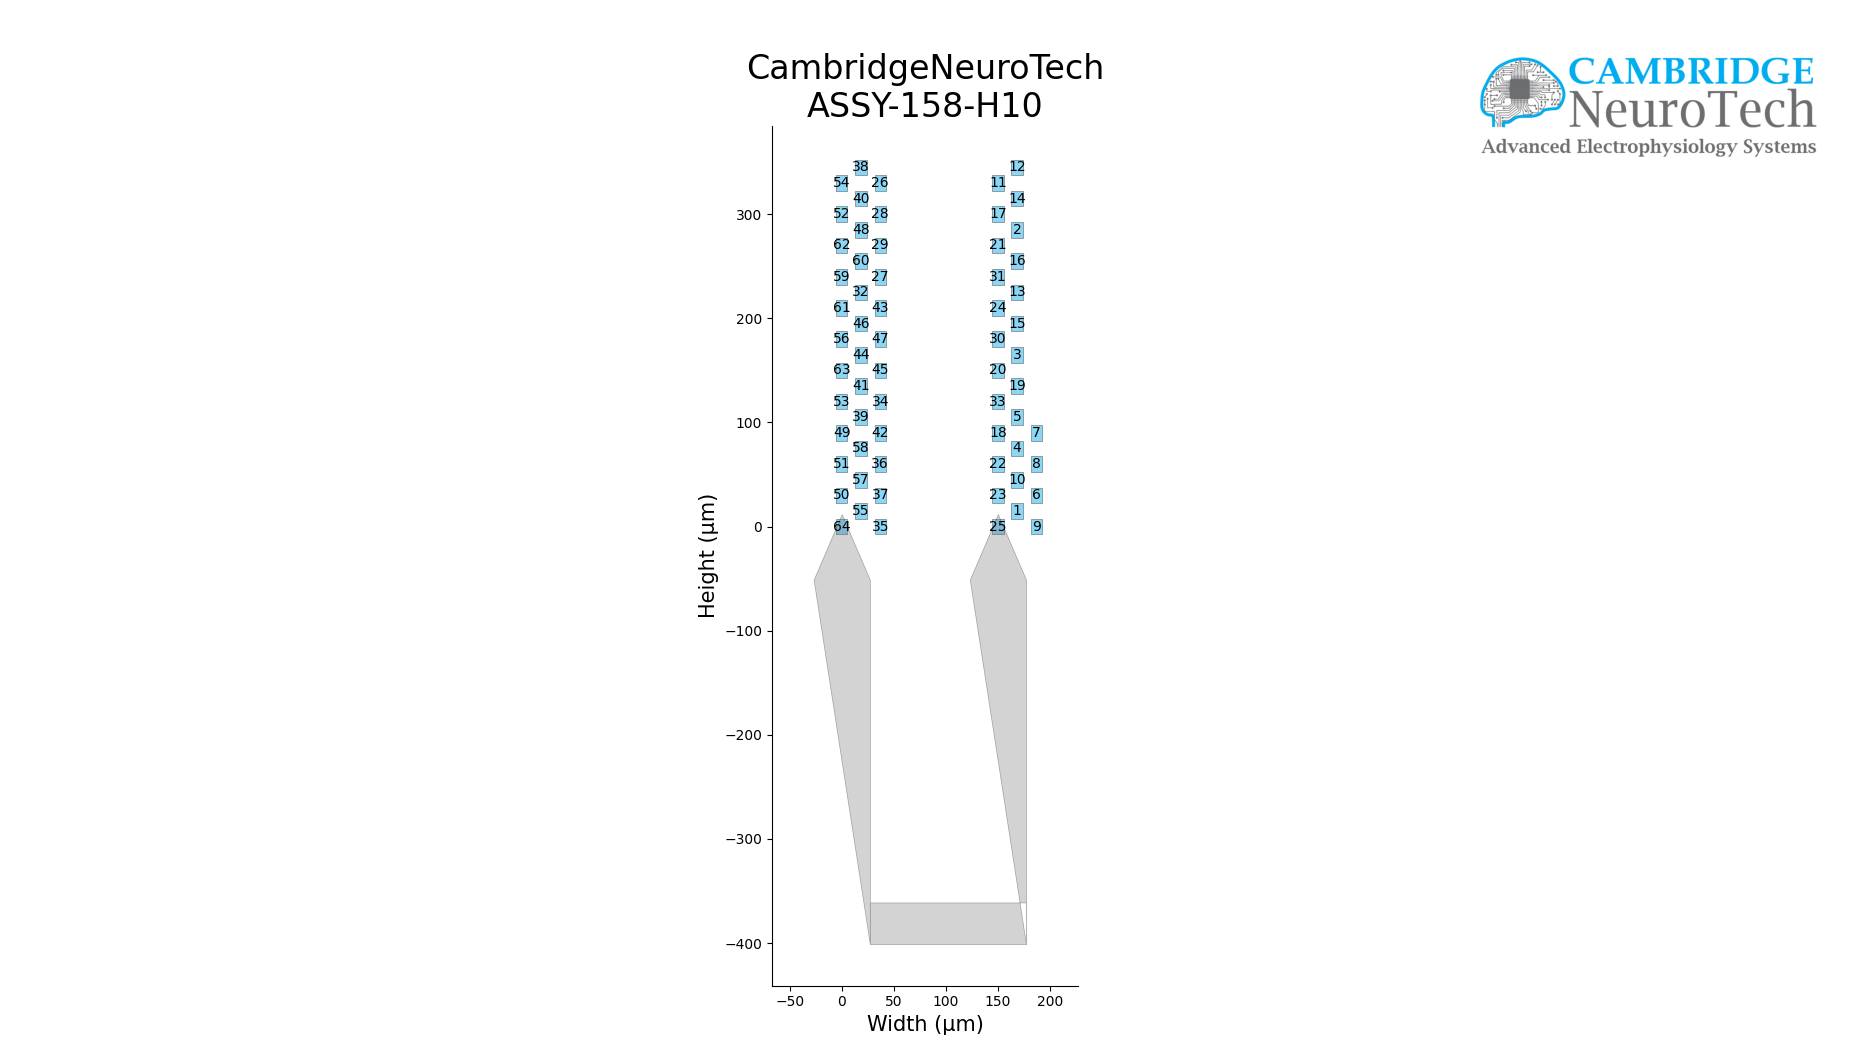 CambridgeNeuroTech
ASSY-158-H10
CAMBRIDGE
NeuroTech
Advanced Electrophysiology Systems
38 12
54 26 11
40 14
300 52 28 17
48 2
62 29 21
60 16
59 27 31
32 13
61 43 24
200 46 15
56 47 30
44 3
63 45 20
41 19
53 34 33
100 39 5
49 42 18 7
58 4
51 36 22 8
57 10
50 37 23 6
55 1
0 64 35 25 9
−100
−200
−300
−400
Height (μm)
−50 0 50 100 150 200
Width (μm)